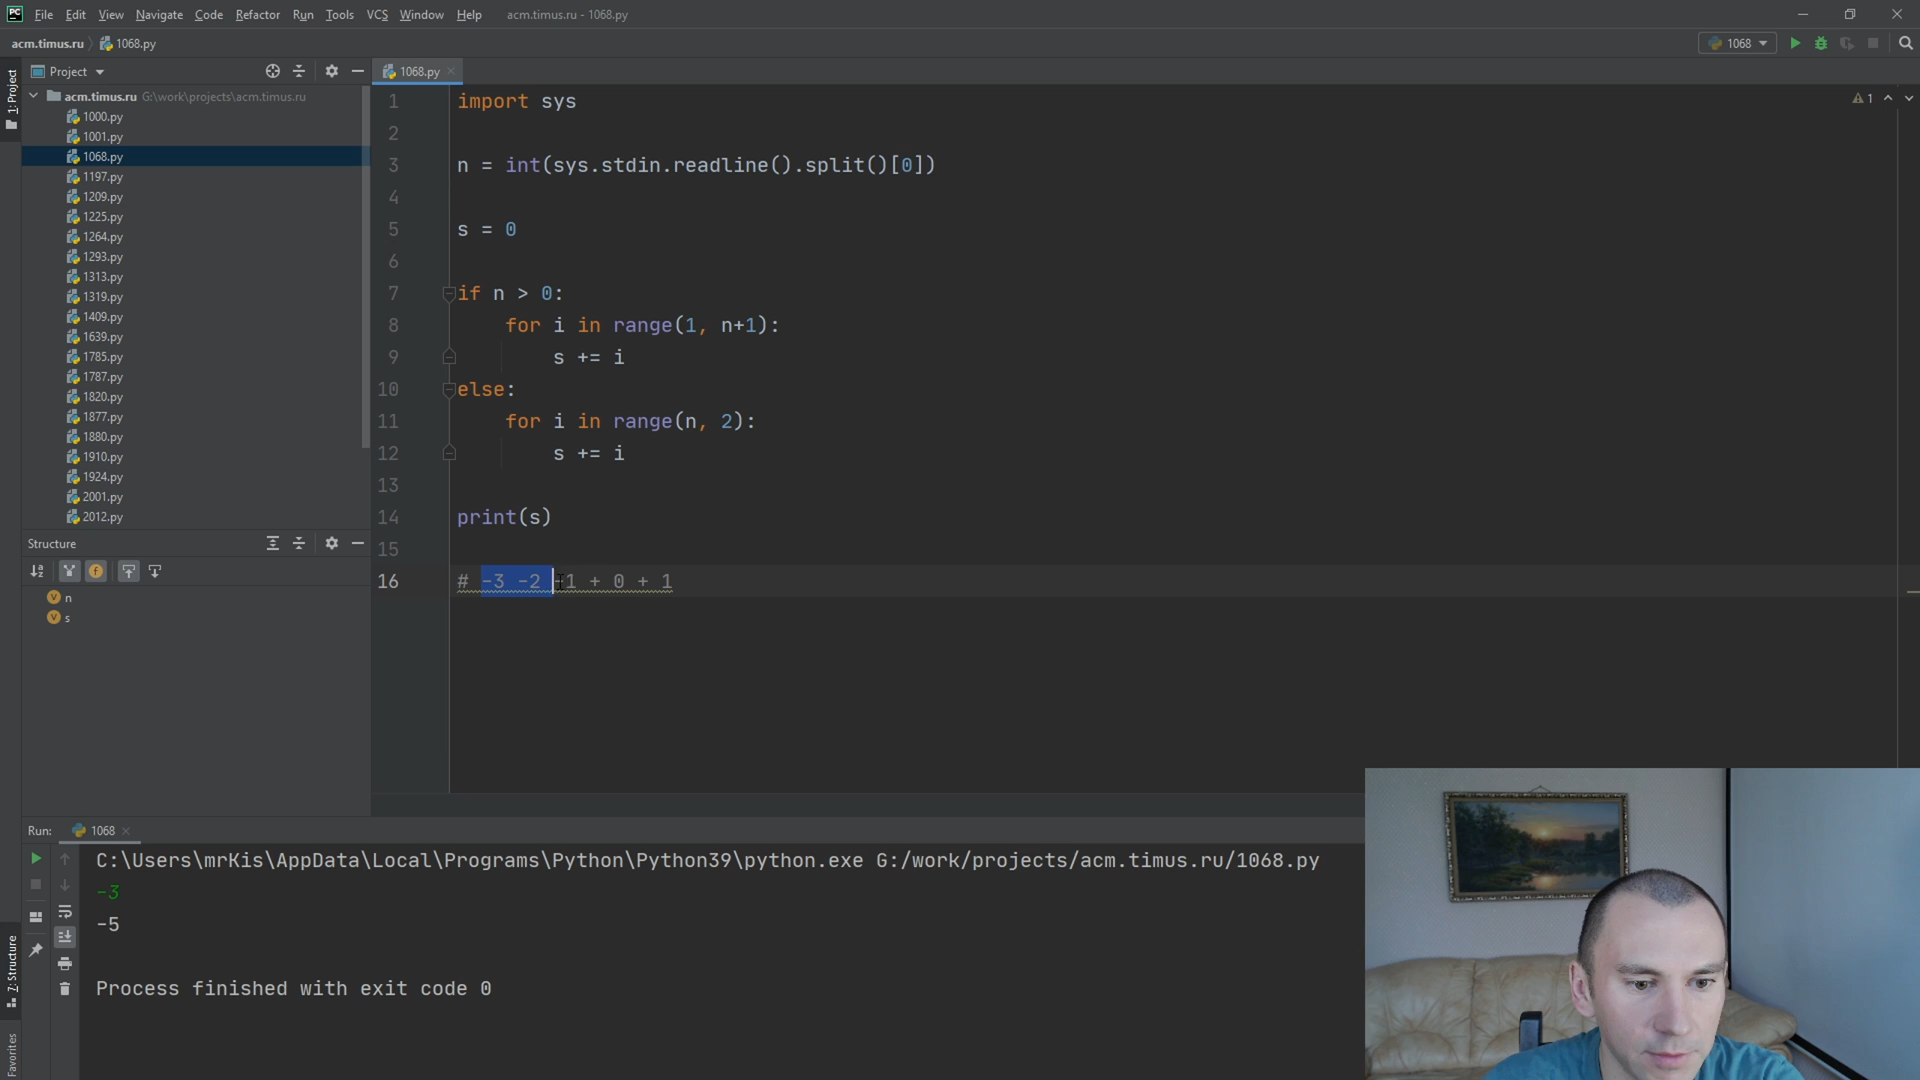 File Edit View Navigate Code Refactor Run Tools VCS Window Help acm.timus.ru - 1068.py
acm.timus.ru 1068.py 1068
1: Project
Project
1068.py
acm.timus.ru G:\work\projects\acm.timus.ru
1000.py
1001.py
1068.py
1197.py
1209.py
1225.py
1264.py
1293.py
1313.py
1319.py
1409.py
1639.py
1785.py
1787.py
1820.py
1877.py
1880.py
1910.py
1924.py
2001.py
2012.py
1 import sys
2
3 n = int(sys.stdin.readline().split()[0])
4
5 s = 0
6
7 if n > 0:
8 for i in range(1, n+1):
9 s += i
10 else:
11 for i in range(n, 2):
12 s += i
13
14 print(s)
15
16 # -3 -2 -1 + 0 + 1
1
Structure
n
s
7: Structure
Favorites
Run: 1068
C:\Users\mrKis\AppData\Local\Programs\Python\Python39\python.exe G:/work/projects/acm.timus.ru/1068.py
-3
-5
Process finished with exit code 0